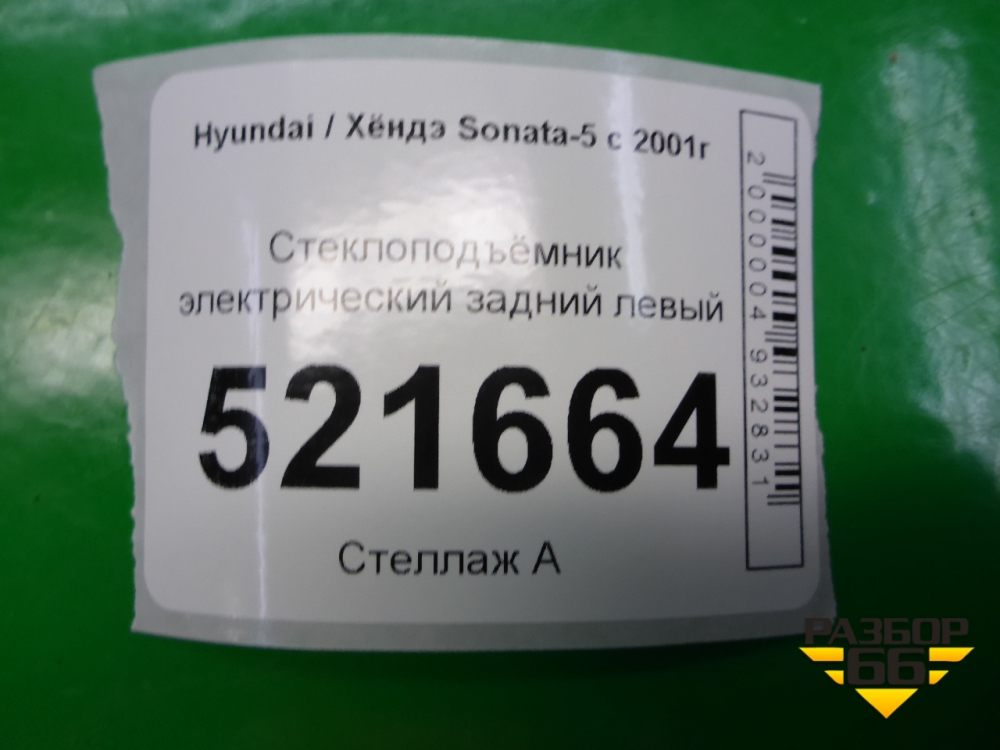 Hyundai / Хёндэ Sonata-5 с 2001г
Стеклоподъёмник
электрический задний левый
521664
Стеллаж А
2000004932831
РАЗБОР
66